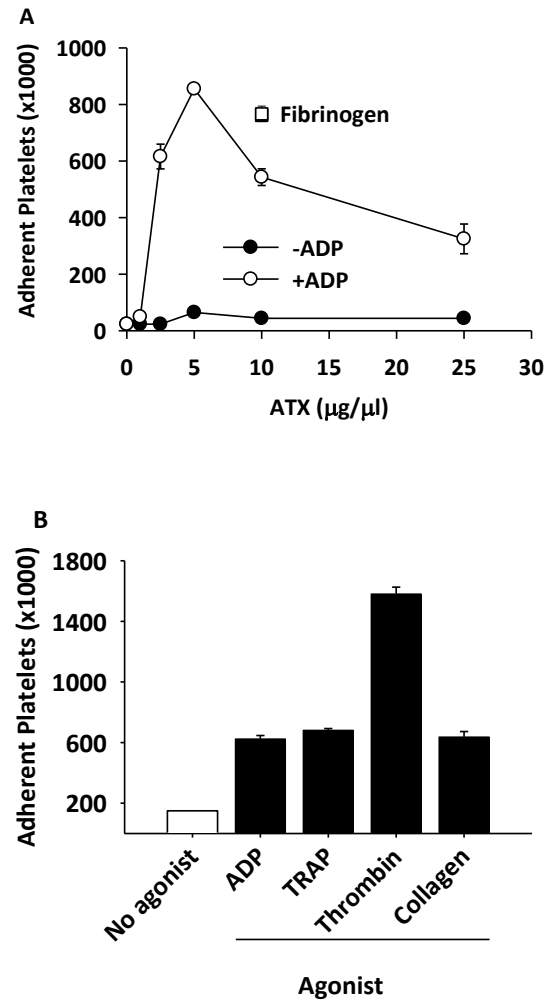 A
Adherent Platelets (x1000)
1000
800
600
400
200
0
Fibrinogen
-ADP
+ADP
0 5 10 15 20 25 30
ATX (µg/µl)
B
Adherent Platelets (x1000)
1800
1400
1000
600
200
No agonist ADP TRAP Thrombin Collagen
Agonist